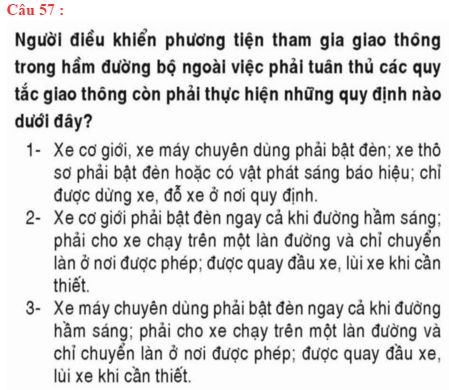 Câu 57 :
Người điều khiển phương tiện tham gia giao thông
trong hầm đường bộ ngoài việc phải tuân thủ các quy
tắc giao thông còn phải thực hiện những quy định nào
dưới đây?
1- Xe cơ giới, xe máy chuyên dùng phải bật đèn; xe thô
sơ phải bật đèn hoặc có vật phát sáng báo hiệu; chỉ
được dừng xe, đỗ xe ở nơi quy định.
2- Xe cơ giới phải bật đèn ngay cả khi đường hầm sáng;
phải cho xe chạy trên một làn đường và chỉ chuyển
làn ở nơi được phép; được quay đầu xe, lùi xe khi cần
thiết.
3- Xe máy chuyên dùng phải bật đèn ngay cả khi đường
hầm sáng; phải cho xe chạy trên một làn đường và
chỉ chuyển làn ở nơi được phép; được quay đầu xe,
lùi xe khi cần thiết.